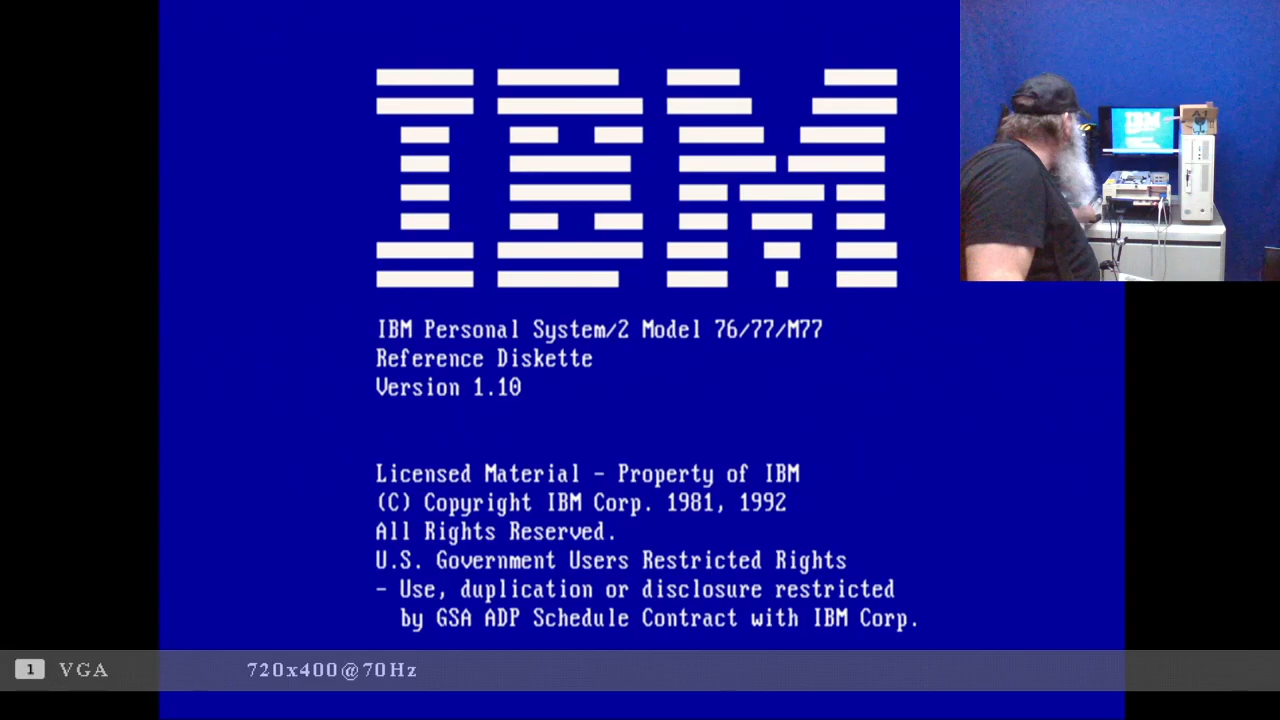 IBM
IBM Personal System/2 Model 76/77/M77
Reference Diskette
Version 1.10
Licensed Material - Property of IBM
(C) Copyright IBM Corp. 1981, 1992
All Rights Reserved.
U.S. Government Users Restricted Rights
- Use, duplication or disclosure restricted
by GSA ADP Schedule Contract with IBM Corp.
1 VGA 720x400@70Hz
IBM